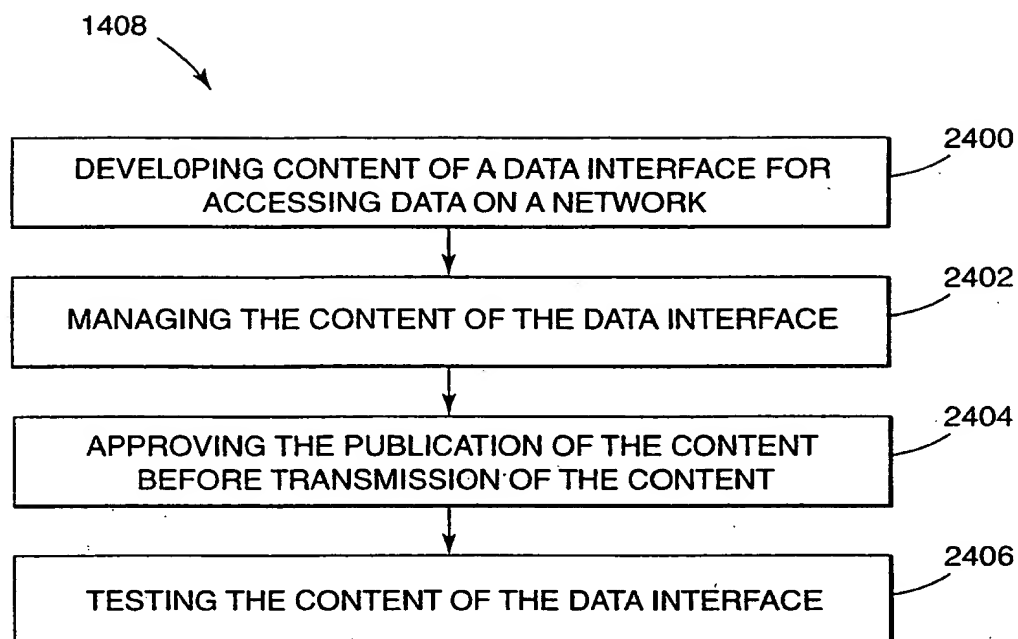 1408
2400
DEVEL0PING CONTENT OF A DATA INTERFACE FOR
ACCESSING DATA ON A NETWORK
2402
MANAGING THE CONTENT OF THE DATA INTERFACE
2404
APPROVING THE PUBLICATION OF THE CONTENT
BEFORE TRANSMISSION OF THE CONTENT
2406
TESTING THE CONTENT OF THE DATA INTERFACE